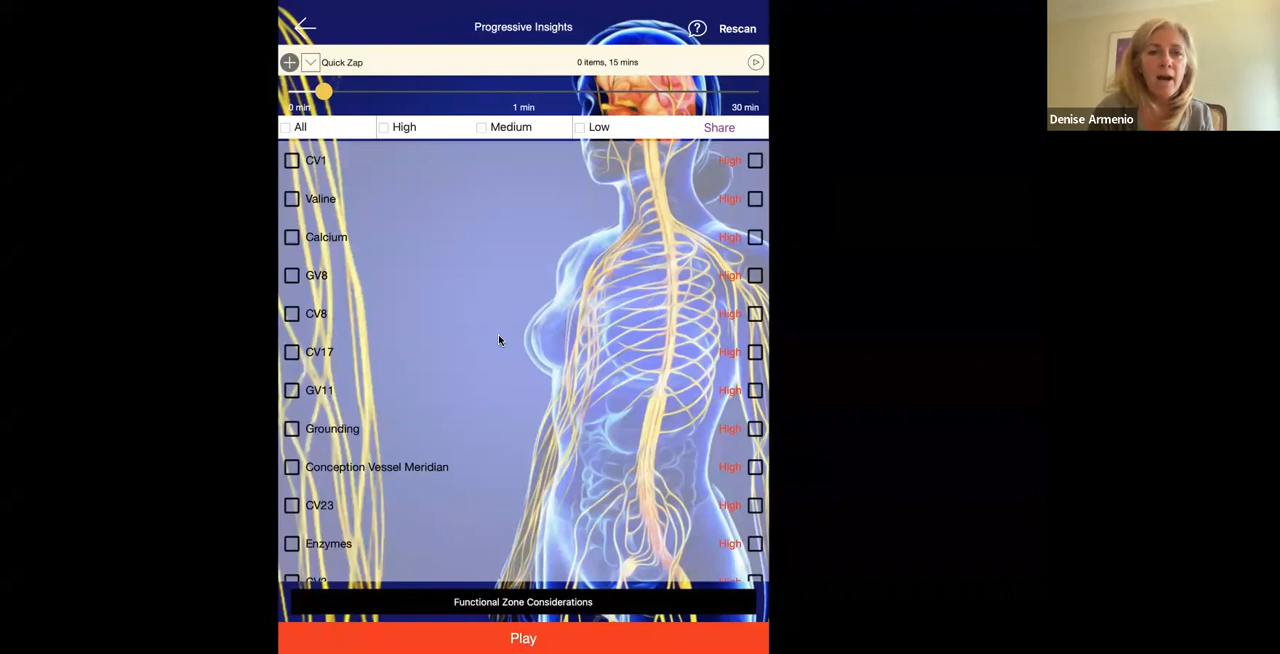 Progressive Insights
? Rescan
Quick Zap 0 items, 15 mins
0 min 1 min 30 min
All High Medium Low Share
CV1 High
Valine High
Calcium High
GV8 High
CV8 High
CV17 High
GV11 High
Grounding High
Conception Vessel Meridian High
CV23 High
Enzymes High
Functional Zone Considerations
Play
Denise Armenio